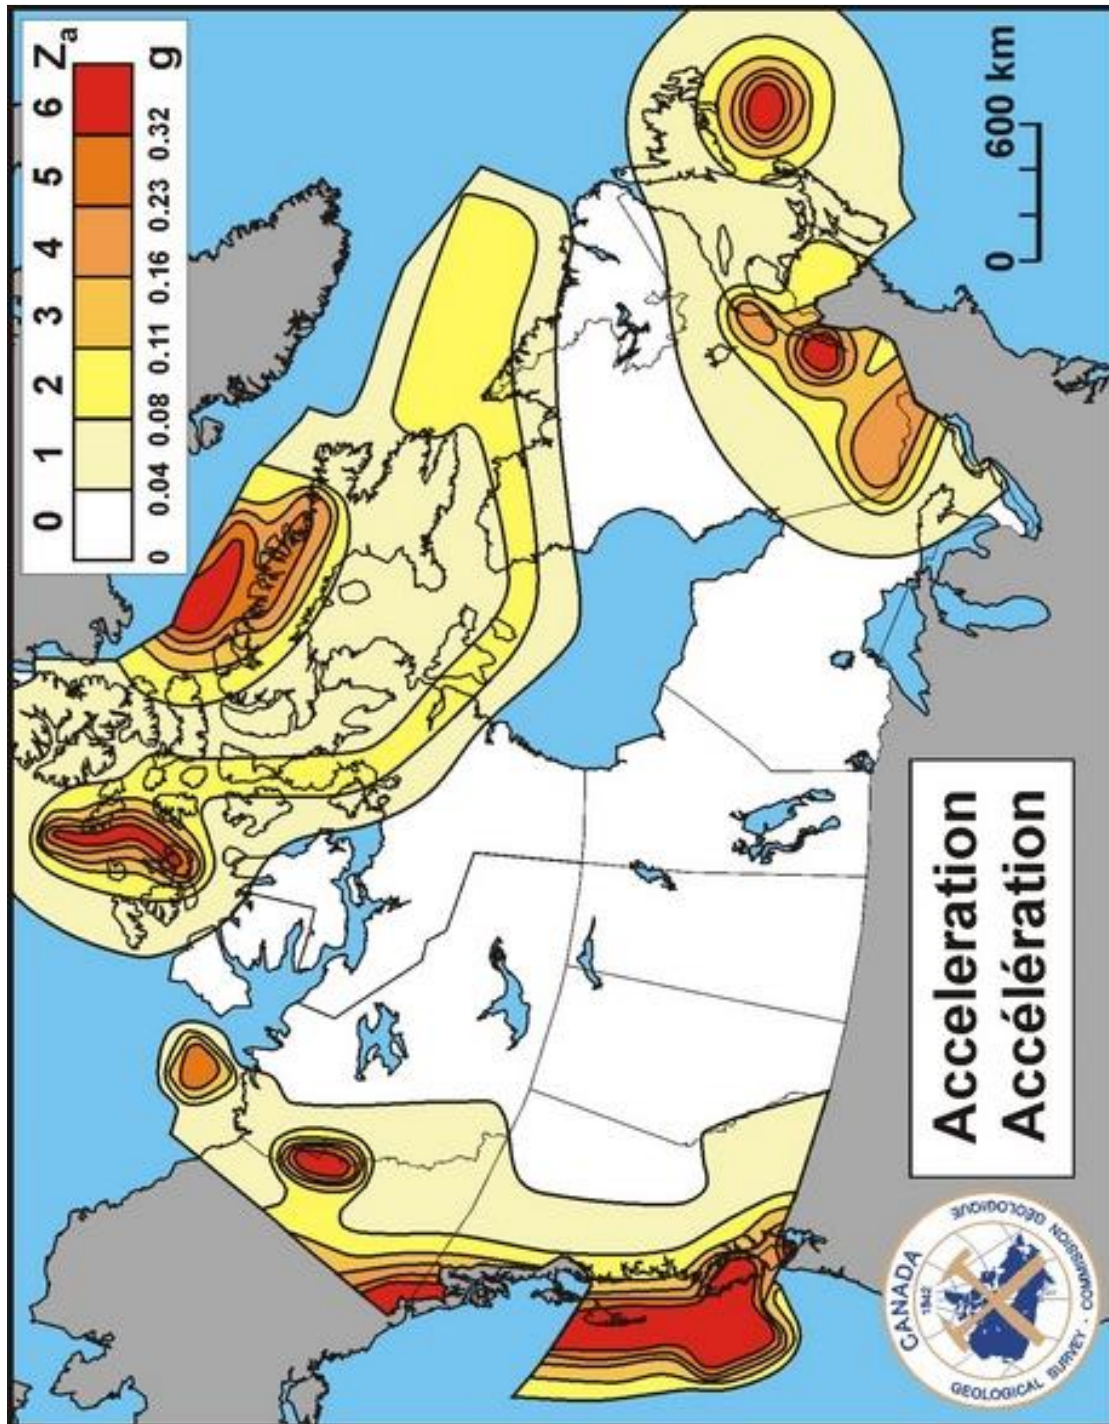 0 1 2 3 4 5 6 Za
0 0.04 0.08 0.11 0.16 0.23 0.32 g
0 600 km
Acceleration
Accélération
CANADA
1842
GEOLOGICAL SURVEY - COMMISSION GÉOLOGIQUE